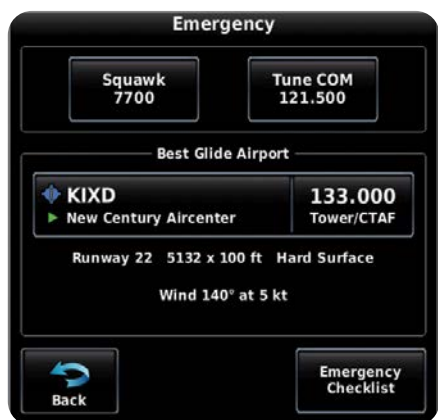 Emergency
Squawk
7700
Tune COM
121.500
Best Glide Airport
KIXD
New Century Aircenter
133.000
Tower/CTAF
Runway 22 5132 x 100 ft Hard Surface
Wind 140° at 5 kt
Back
Emergency
Checklist